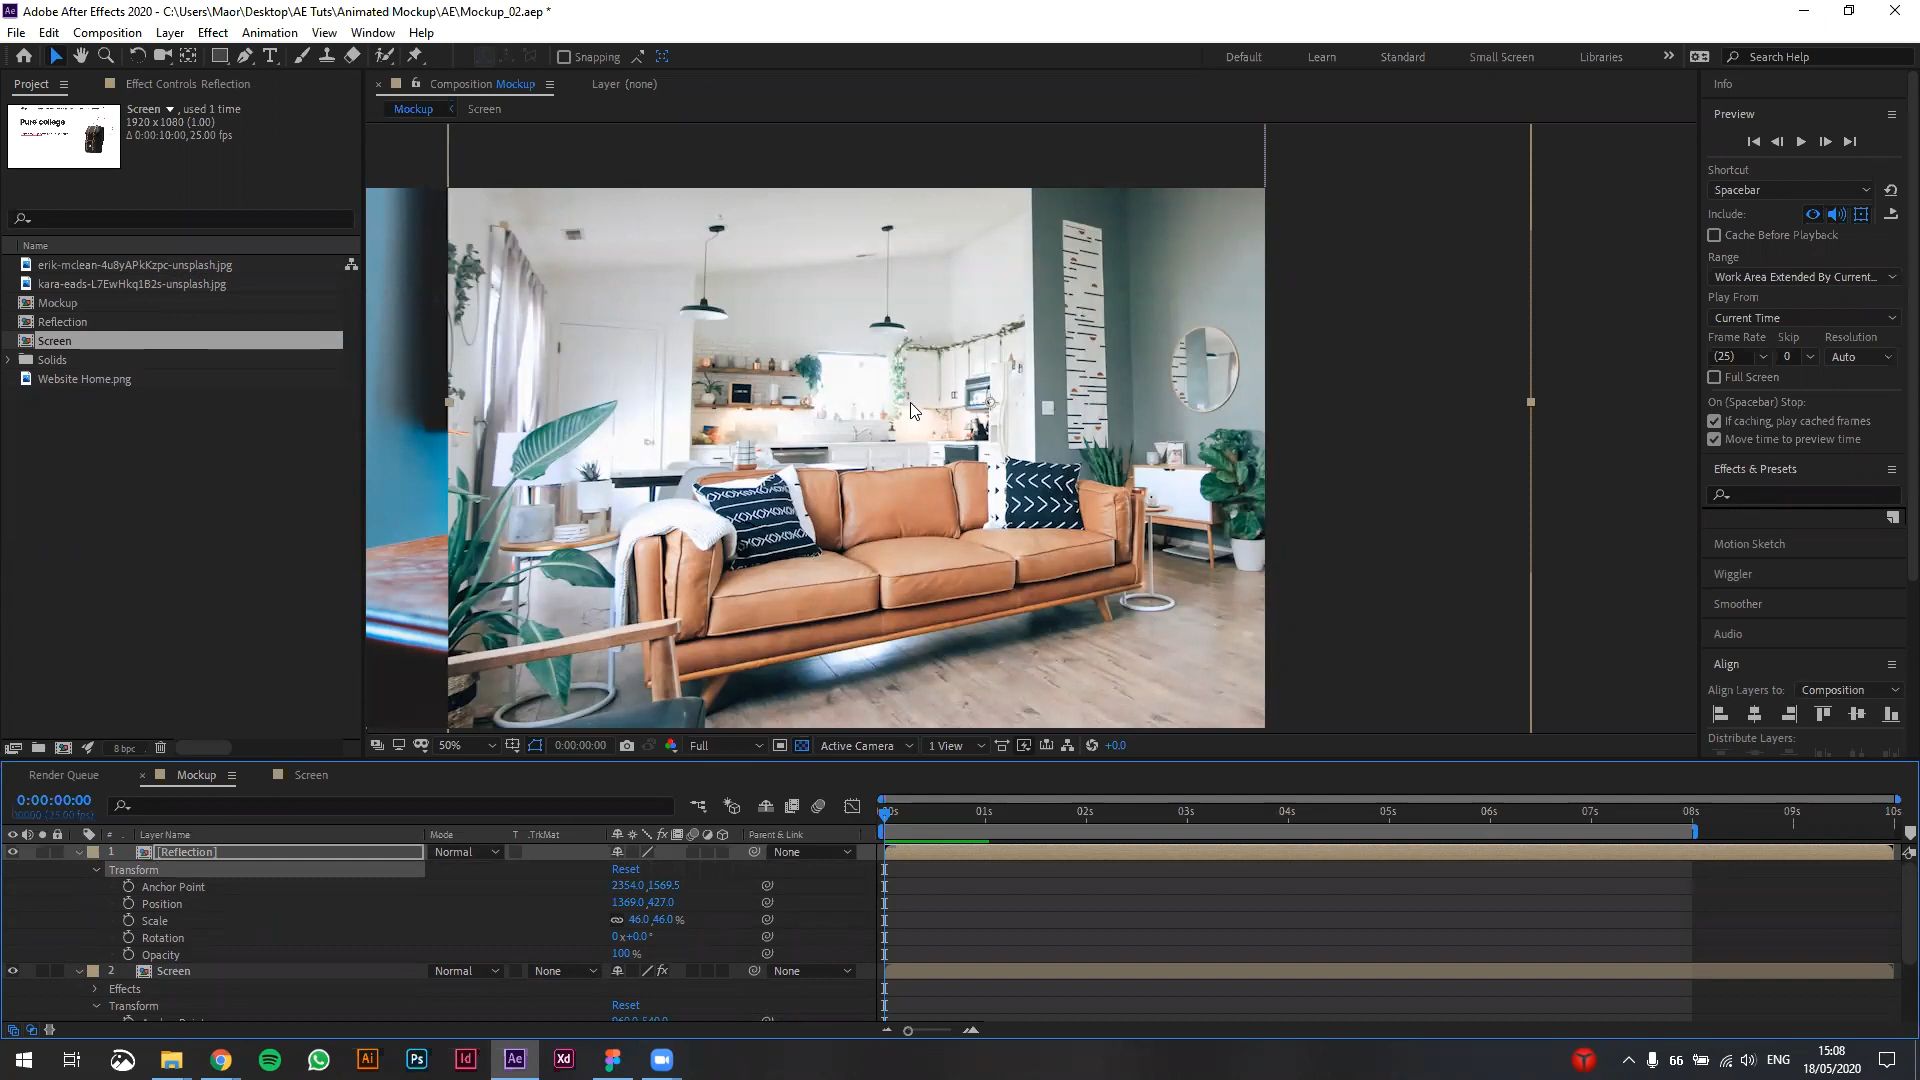 Adobe After Effects 2020 - C:\Users\Maor\Desktop\AE Tuts\Animated Mockup\AE\Mockup_02.aep *
File Edit Composition Layer Effect Animation View Window Help
Snapping
Default Learn Standard Small Screen Libraries Search Help
Project Effect Controls Reflection
Composition Mockup Layer (none)
Mockup Screen
Screen , used 1 time
1920 x 1080 (1.00)
Δ 0:00:10:00, 25.00 fps
Pure college
Name
erik-mclean-4u8yAPkKzpc-unsplash.jpg
kara-eads-L7EwHkq1B2s-unsplash.jpg
Mockup
Reflection
Screen
Solids
Website Home.png
8 bpc
50% 0:00:00:00 Full Active Camera 1 View +0.0
Info
Preview
Shortcut
Spacebar
Include:
Cache Before Playback
Range
Work Area Extended By Current...
Play From
Current Time
Frame Rate Skip Resolution
(25) 0 Auto
Full Screen
On (Spacebar) Stop:
If caching, play cached frames
Move time to preview time
Effects & Presets
Motion Sketch
Wiggler
Smoother
Audio
Align
Align Layers to: Composition
Distribute Layers:
Render Queue Mockup Screen
0:00:00:00
00000 (25.00 fps)
01s 02s 03s 04s 05s 06s 07s 08s 09s 10s
# Layer Name Mode T .TrkMat Parent & Link
1 [Reflection] Normal None
Transform Reset
Anchor Point 2354.0,1569.5
Position 1369.0,427.0
Scale 46.0,46.0%
Rotation 0x+0.0°
Opacity 100%
2 Screen Normal None None
Effects
Transform Reset
Ai Ps Id Ae Xd
66 ENG
15:08
18/05/2020